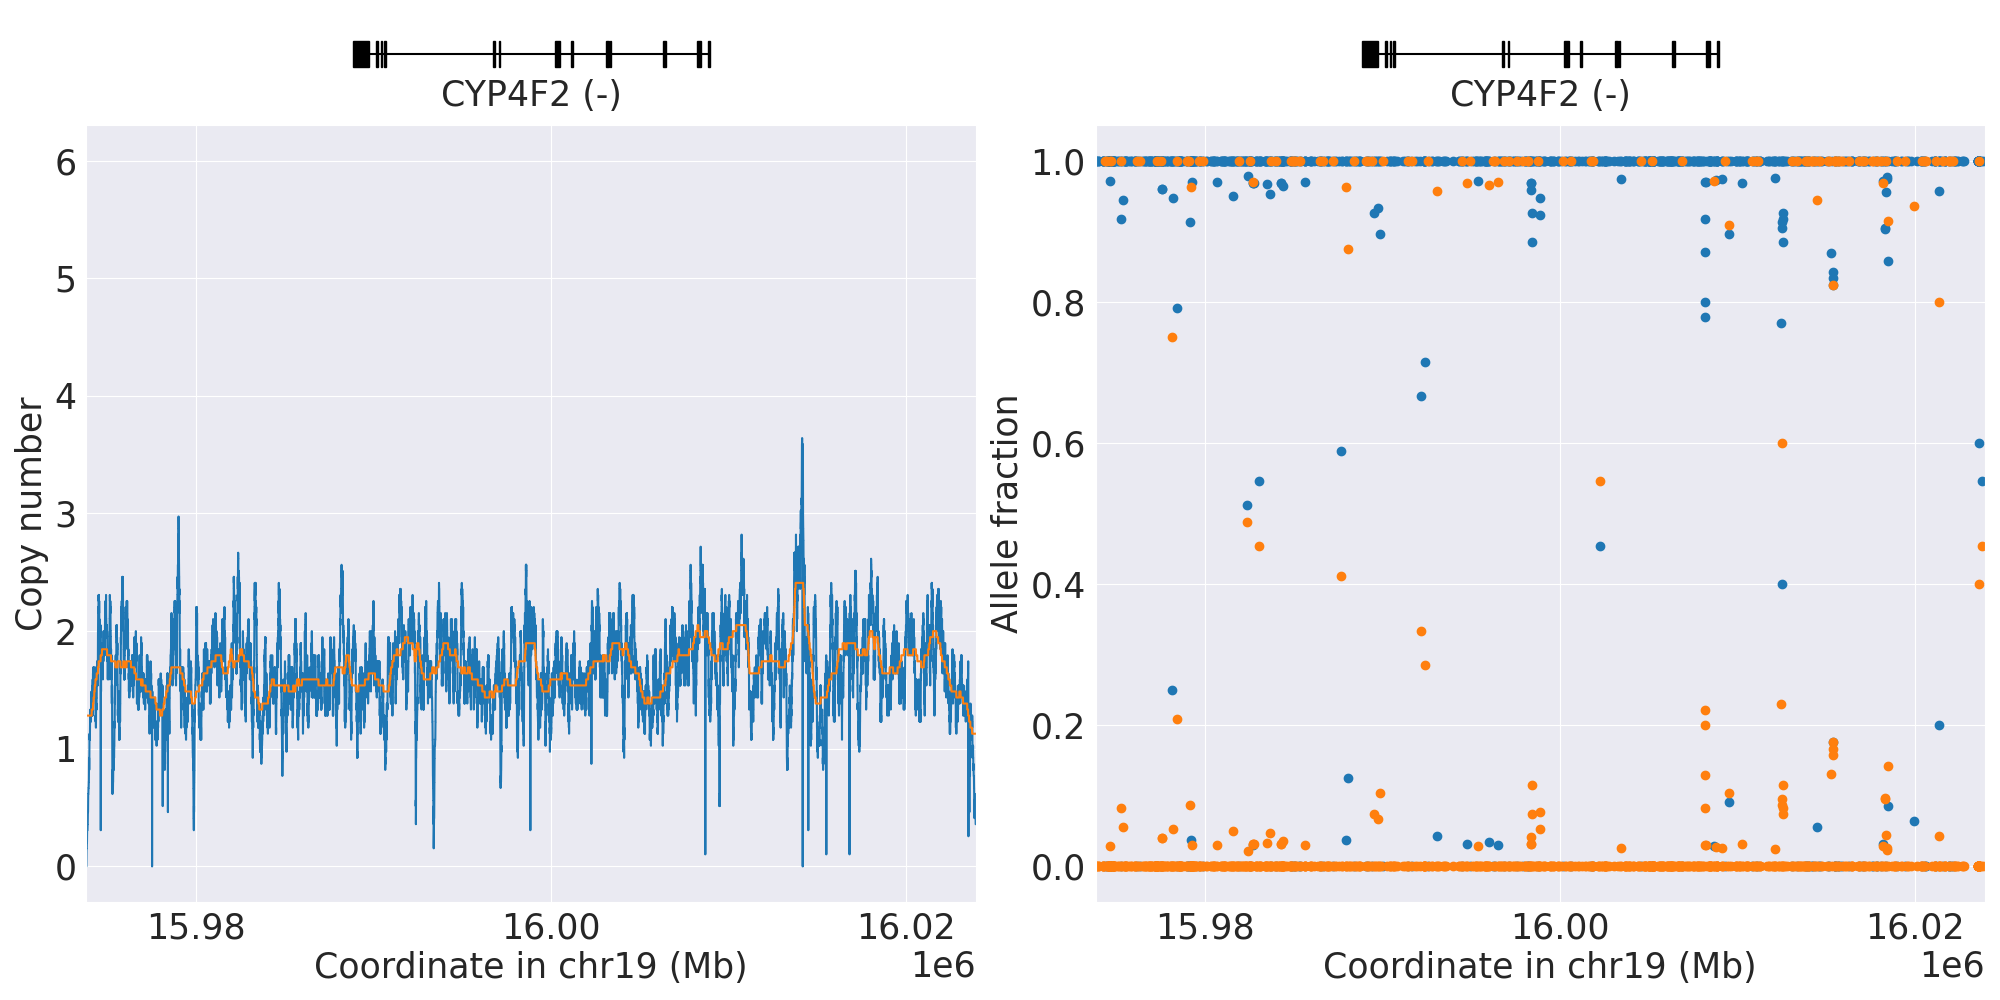 CYP4F2 (-)
6
5
4
3
2
1
0
Copy number
15.98
16.00
16.02
Coordinate in chr19 (Mb)
1e6
CYP4F2 (-)
1.0
0.8
0.6
0.4
0.2
0.0
Allele fraction
15.98
16.00
16.02
Coordinate in chr19 (Mb)
1e6